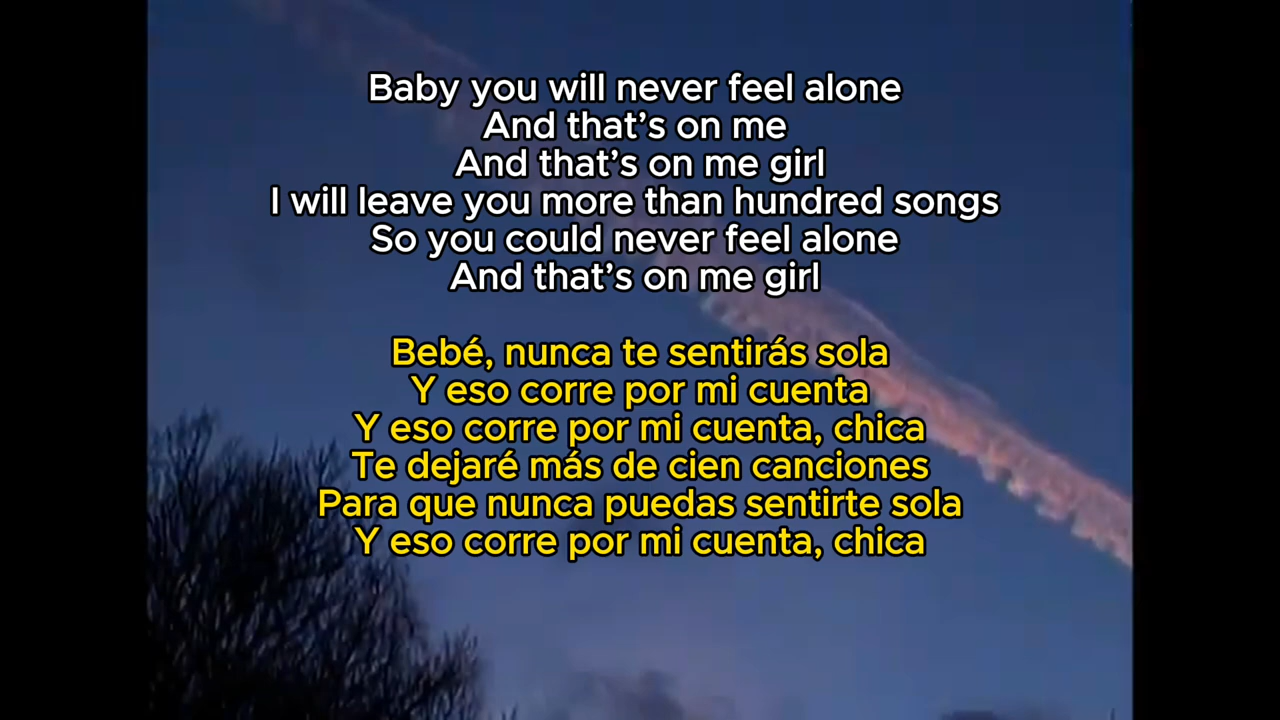 Baby you will never feel alone
And that’s on me
And that’s on me girl
I will leave you more than hundred songs
So you could never feel alone
And that’s on me girl
Bebé, nunca te sentirás sola
Y eso corre por mi cuenta
Y eso corre por mi cuenta, chica
Te dejaré más de cien canciones
Para que nunca puedas sentirte sola
Y eso corre por mi cuenta, chica